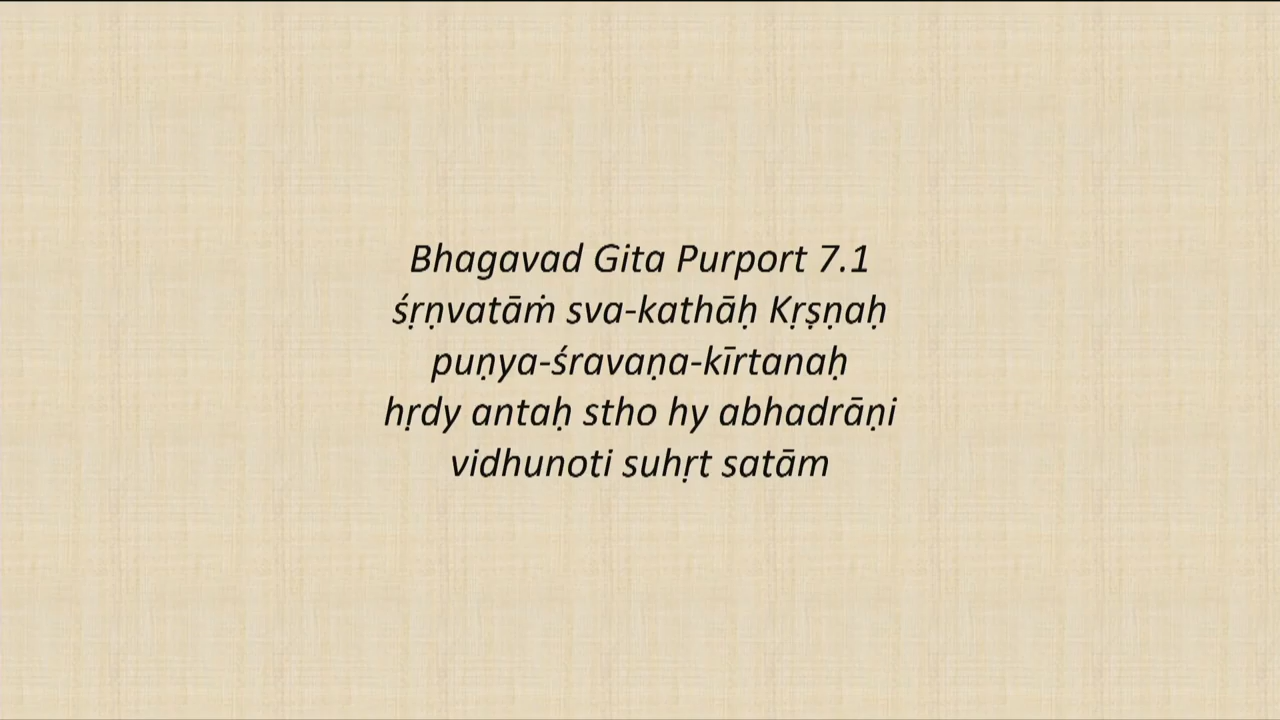 Bhagavad Gita Purport 7.1
śṛṇvatāṁ sva-kathāḥ Kṛṣṇaḥ
puṇya-śravaṇa-kīrtanaḥ
hṛdy antaḥ stho hy abhadrāṇi
vidhunoti suhṛt satām